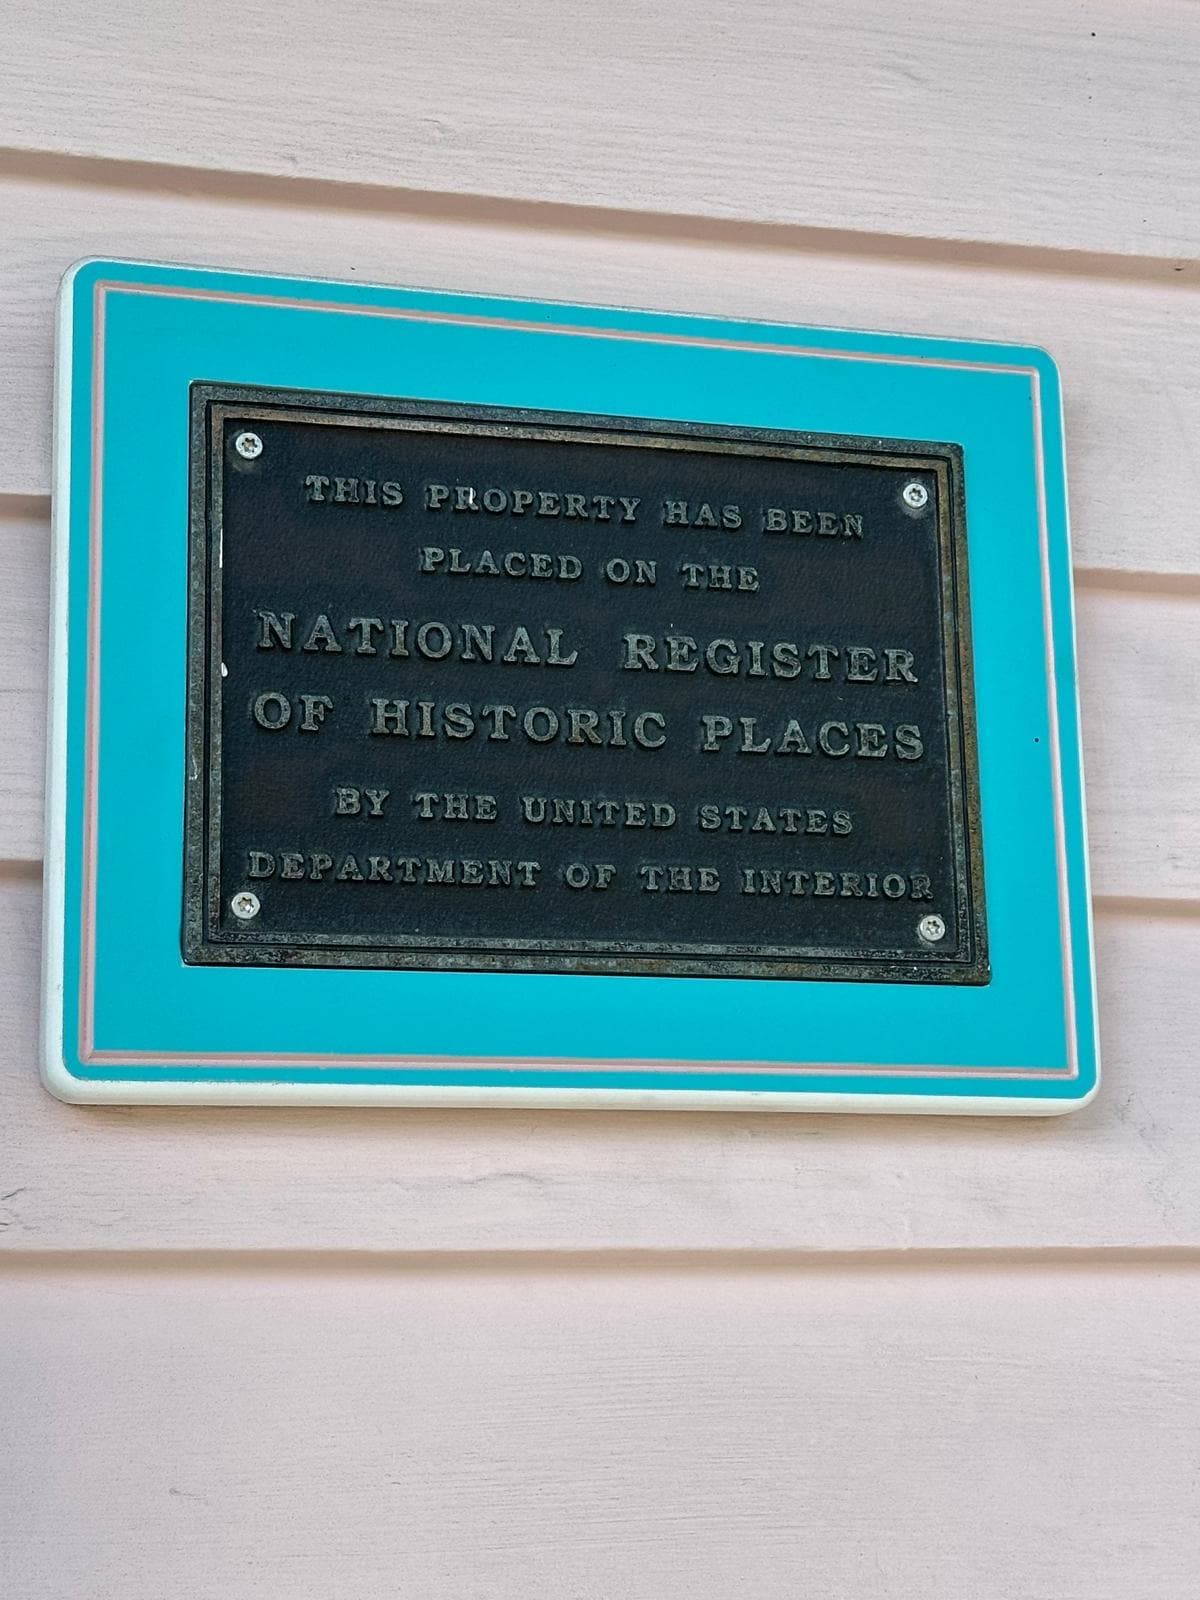 THIS PROPERTY HAS BEEN
PLACED ON THE
NATIONAL REGISTER
OF HISTORIC PLACES
BY THE UNITED STATES
DEPARTMENT OF THE INTERIOR